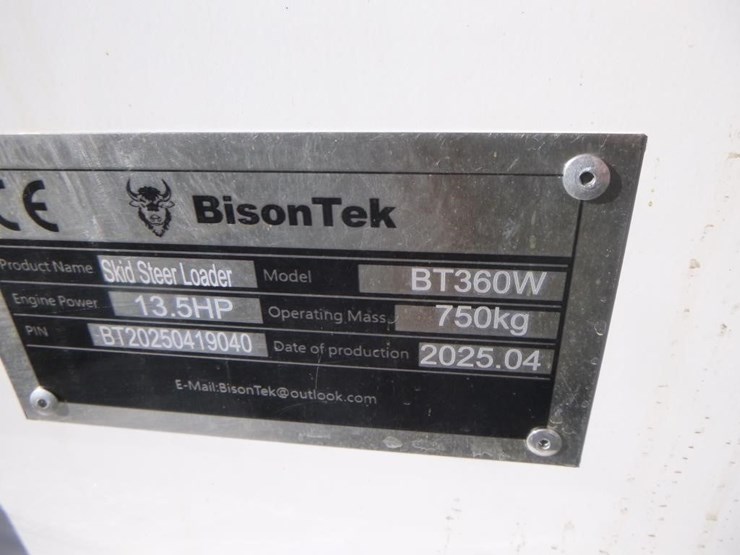 CE BisonTek
Product Name Skid Steer Loader Model BT360W
Engine Power 13.5HP Operating Mass 750kg
PIN BT20250419040 Date of production 2025.04
E-Mail:BisonTek@outlook.com